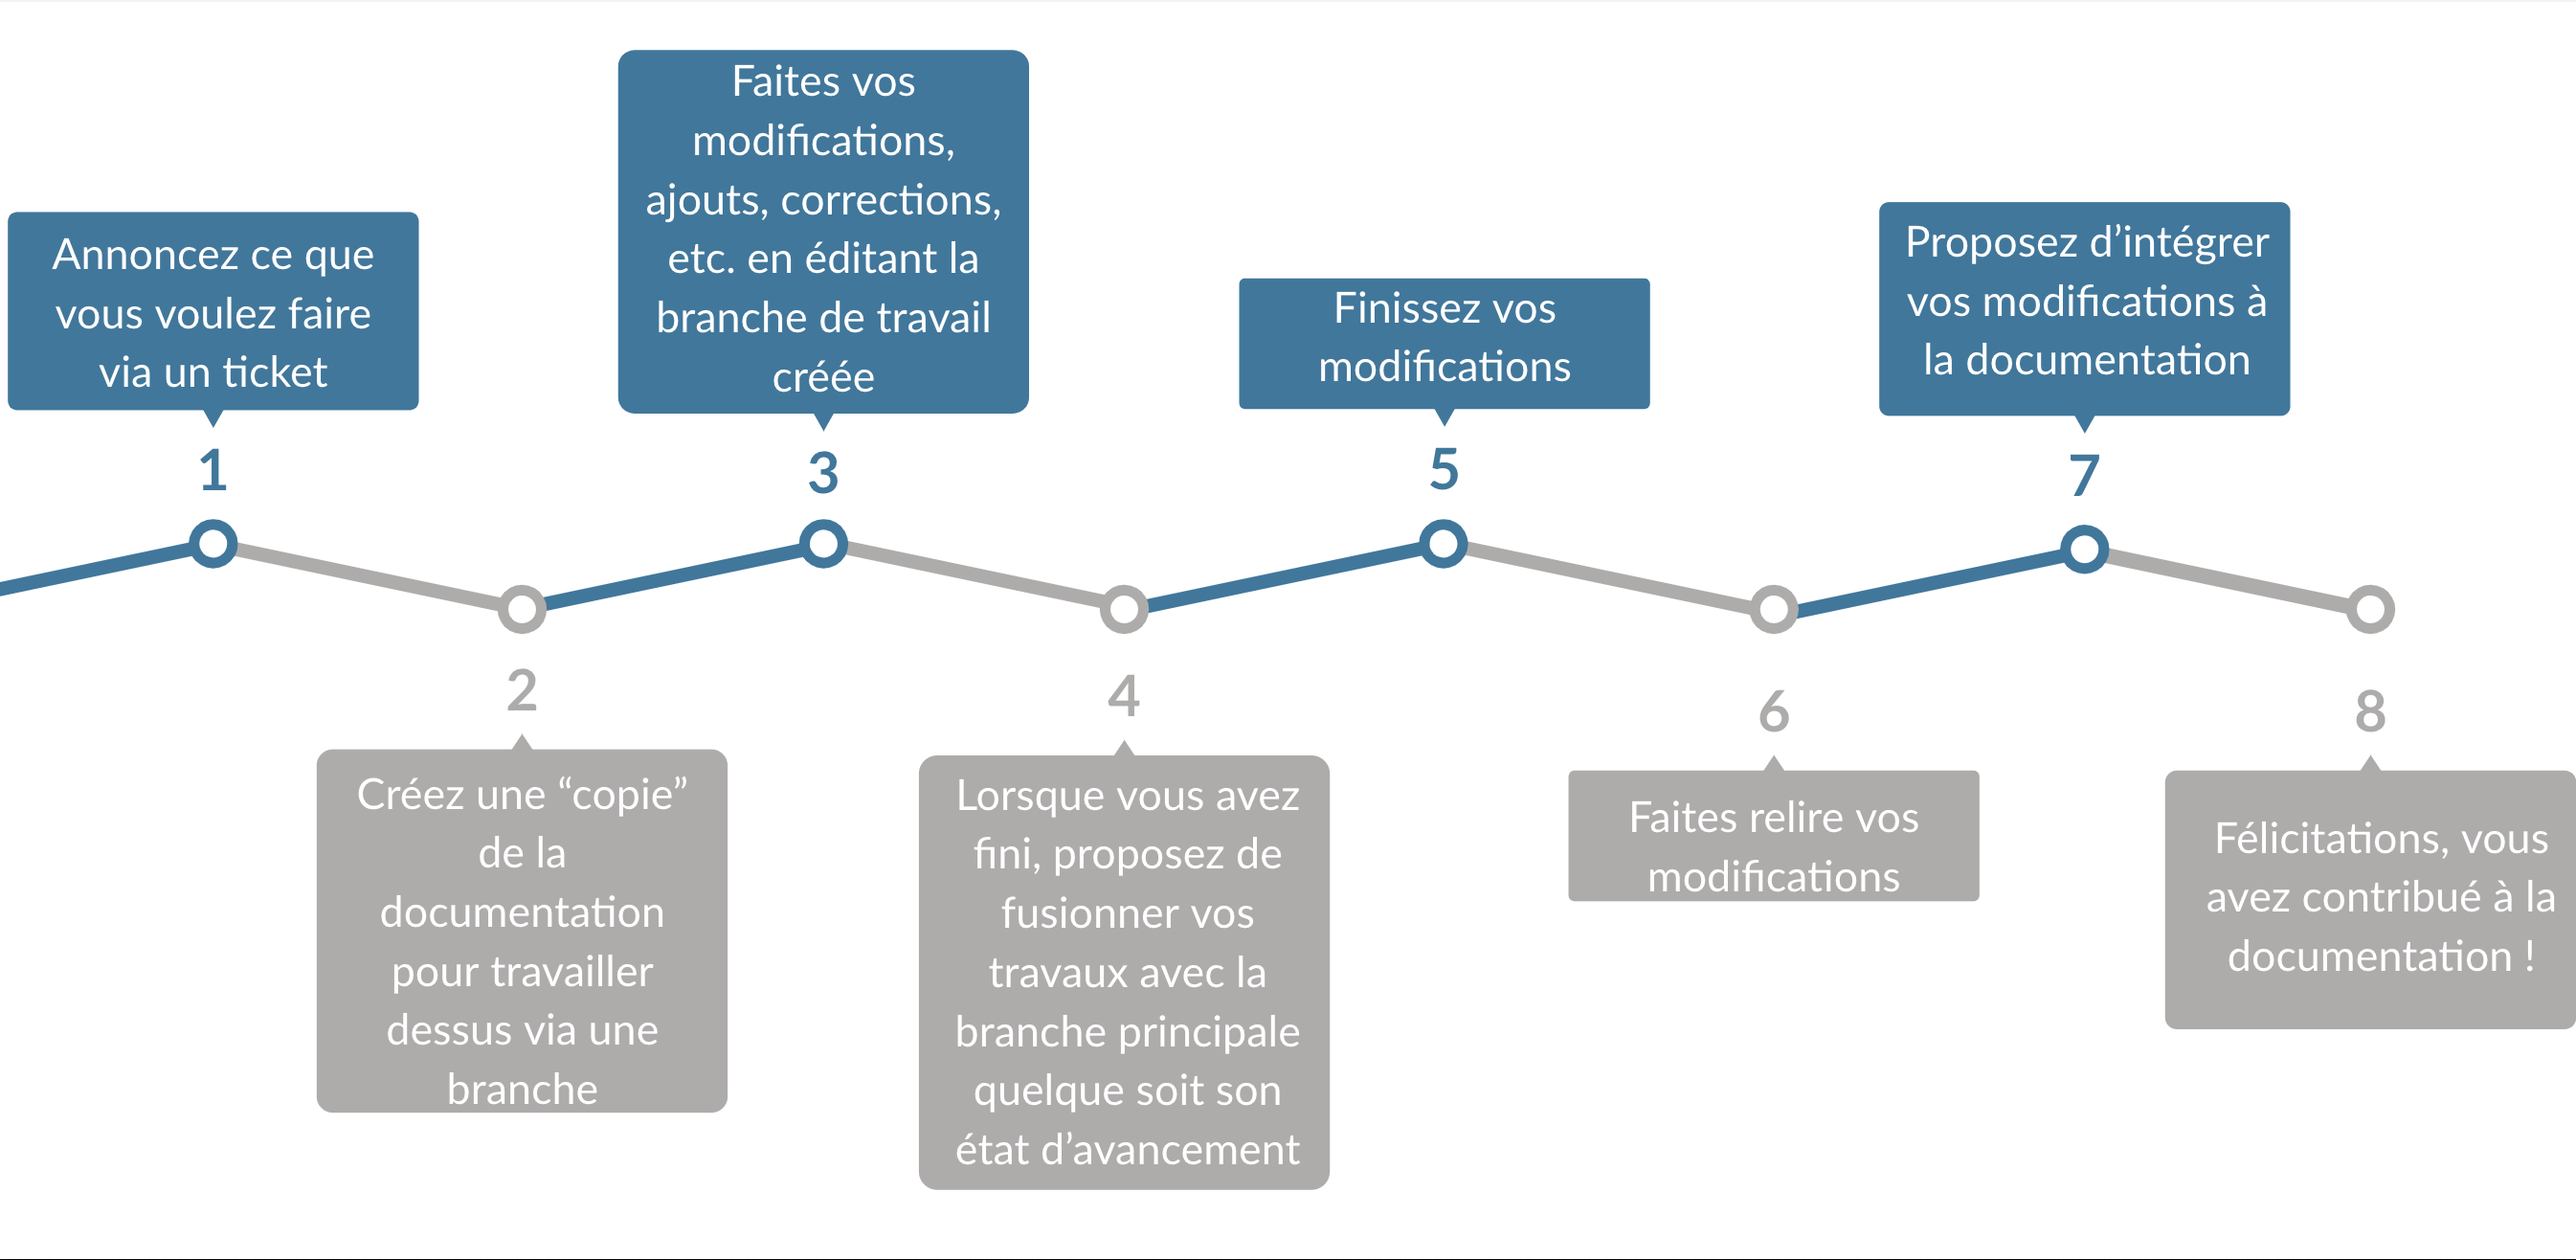 Annoncez ce que
vous voulez faire
via un ticket
1
2
Créez une “copie”
de la
documentation
pour travailler
dessus via une
branche
Faites vos
modifications,
ajouts, corrections,
etc. en éditant la
branche de travail
créée
3
4
Lorsque vous avez
fini, proposez de
fusionner vos
travaux avec la
branche principale
quelque soit son
état d’avancement
Finissez vos
modifications
5
6
Faites relire vos
modifications
Proposez d’intégrer
vos modifications à
la documentation
7
8
Félicitations, vous
avez contribué à la
documentation !